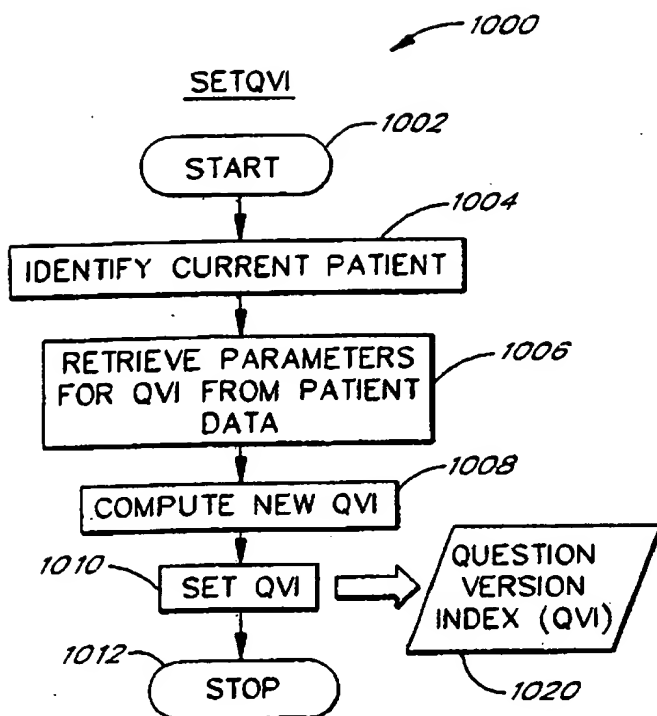 1000
SETQVI
1002
START
1004
IDENTIFY CURRENT PATIENT
1006
RETRIEVE PARAMETERS
FOR QVI FROM PATIENT
DATA
1008
COMPUTE NEW QVI
1010
SET QVI
QUESTION
VERSION
INDEX (QVI)
1012
STOP
1020